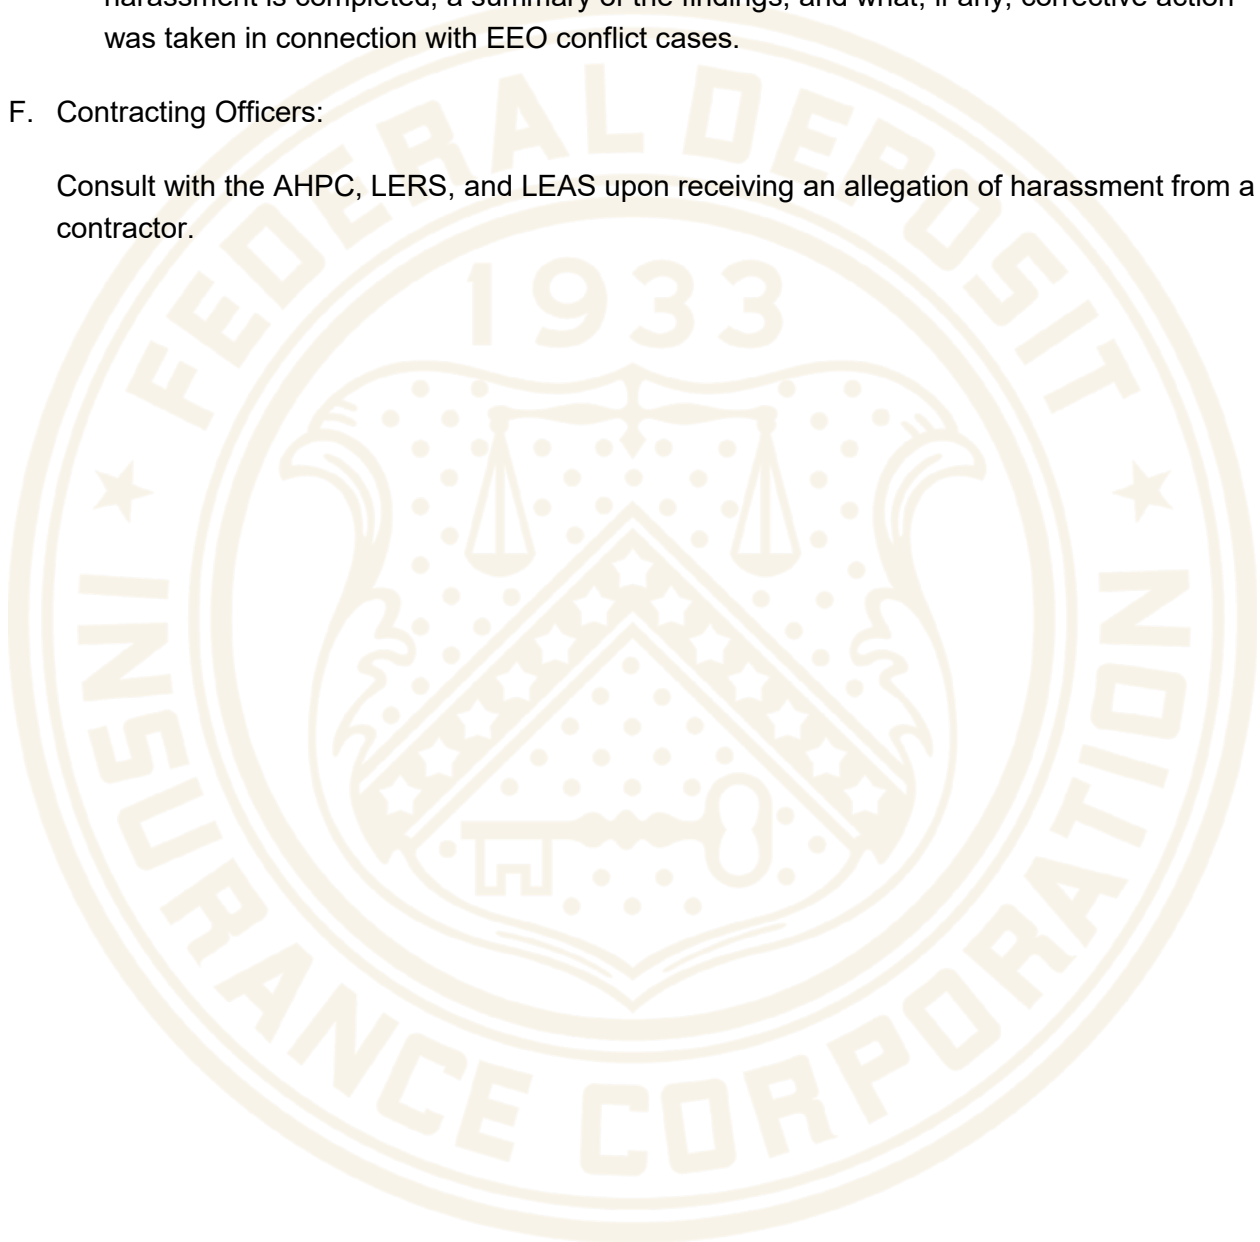 harassment is completed, a summary of the findings, and what, if any, corrective action
was taken in connection with EEO conflict cases.
F. Contracting Officers:
Consult with the AHPC, LERS, and LEAS upon receiving an allegation of harassment from a
contractor.
FEDERAL DEPOSIT
1933
INSURANCE CORPORATION